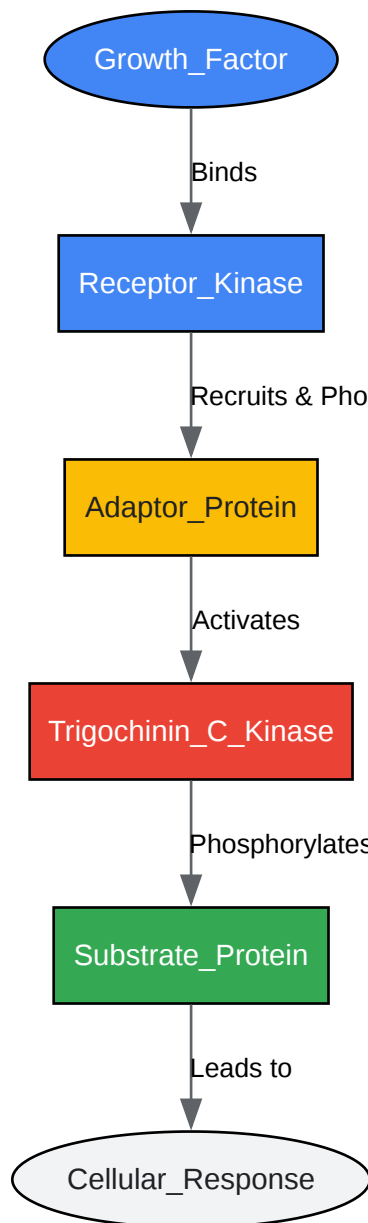 Growth_Factor
Binds
Receptor_Kinase
Recruits & Pho
Adaptor_Protein
Activates
Trigochinin_C_Kinase
Phosphorylates
Substrate_Protein
Leads to
Cellular_Response